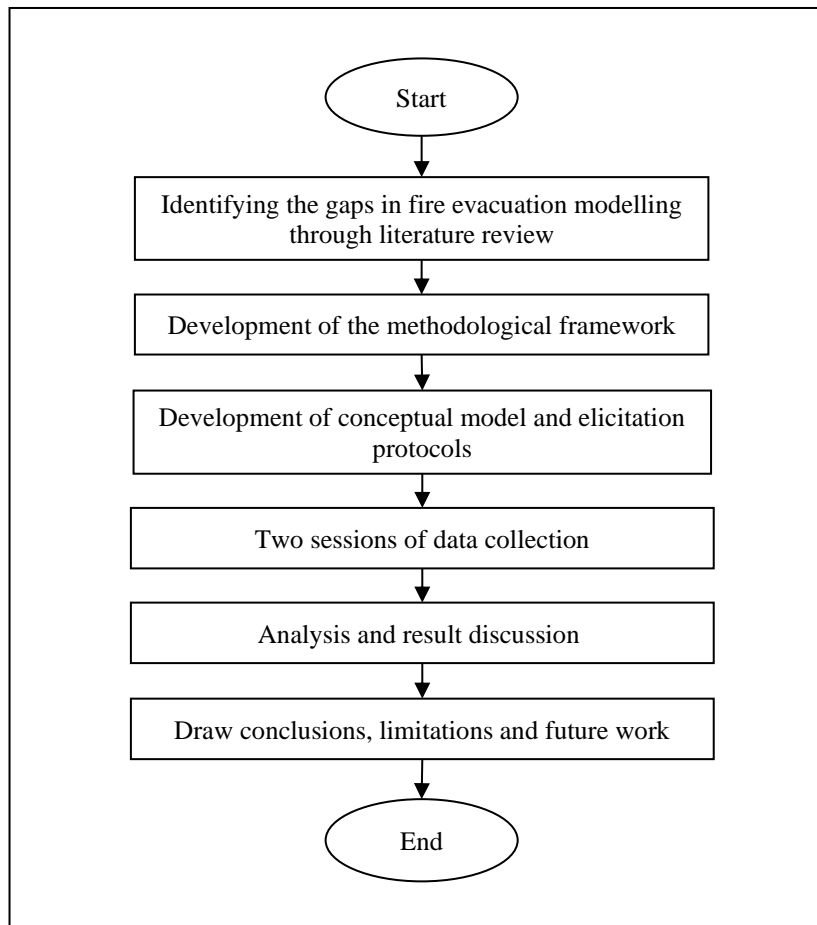 Start
Identifying the gaps in fire evacuation modelling
through literature review
Development of the methodological framework
Development of conceptual model and elicitation
protocols
Two sessions of data collection
Analysis and result discussion
Draw conclusions, limitations and future work
End